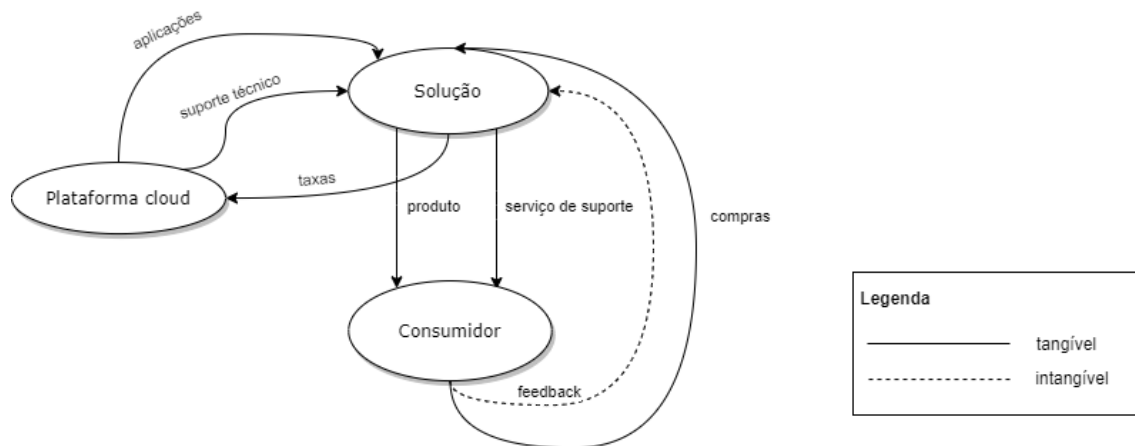 aplicações
suporte técnico
Solução
taxas
Plataforma cloud
produto
serviço de suporte
compras
Consumidor
feedback
Legenda
tangível
intangível